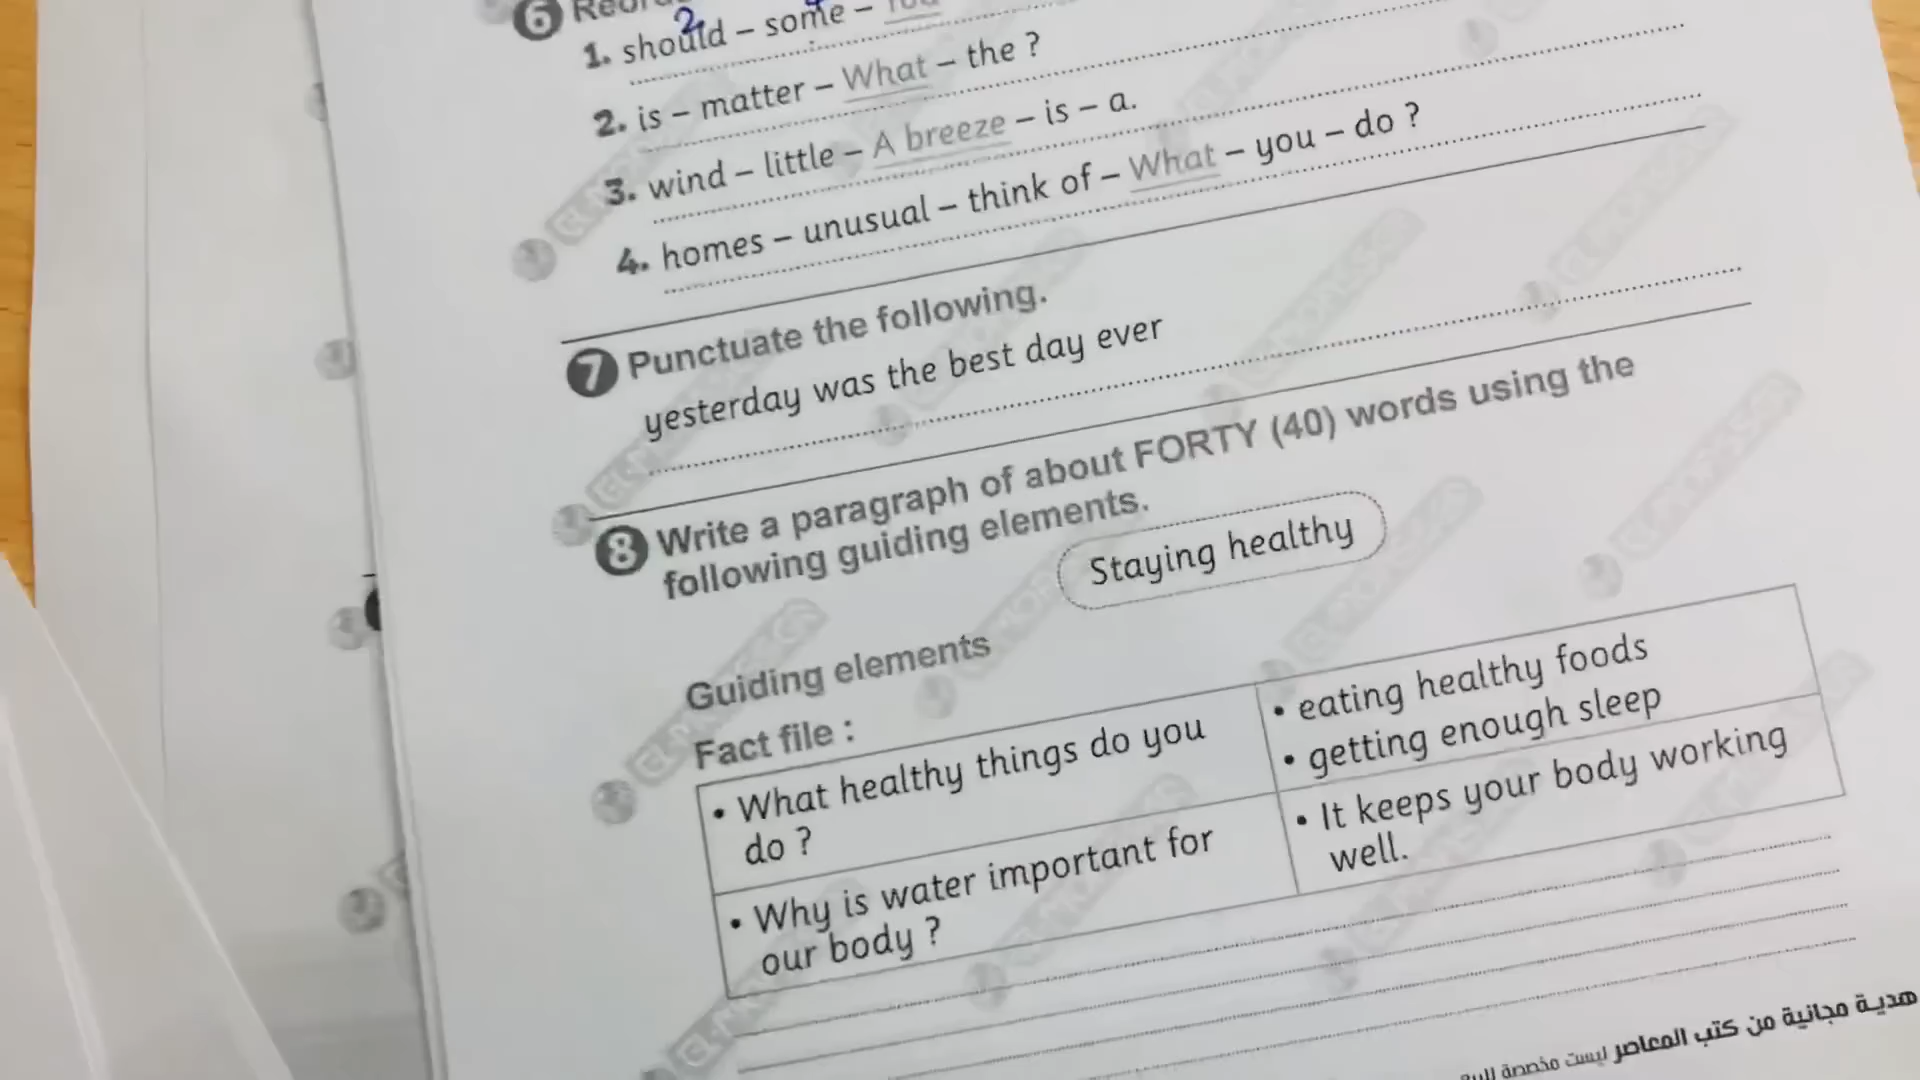 6
1. should – some – You
2
2. is – matter – What – the ?
3. wind – little – A breeze – is – a.
4. homes – unusual – think of – What – you – do ?
7 Punctuate the following.
yesterday was the best day ever
8 Write a paragraph of about FORTY (40) words using the
following guiding elements.
Staying healthy
Guiding elements
Fact file :
• What healthy things do you
do ?
• eating healthy foods
• getting enough sleep
• Why is water important for
our body ?
• It keeps your body working
well.
هدية مجانية من كتب المعاصر ليست مخصصة للبيع